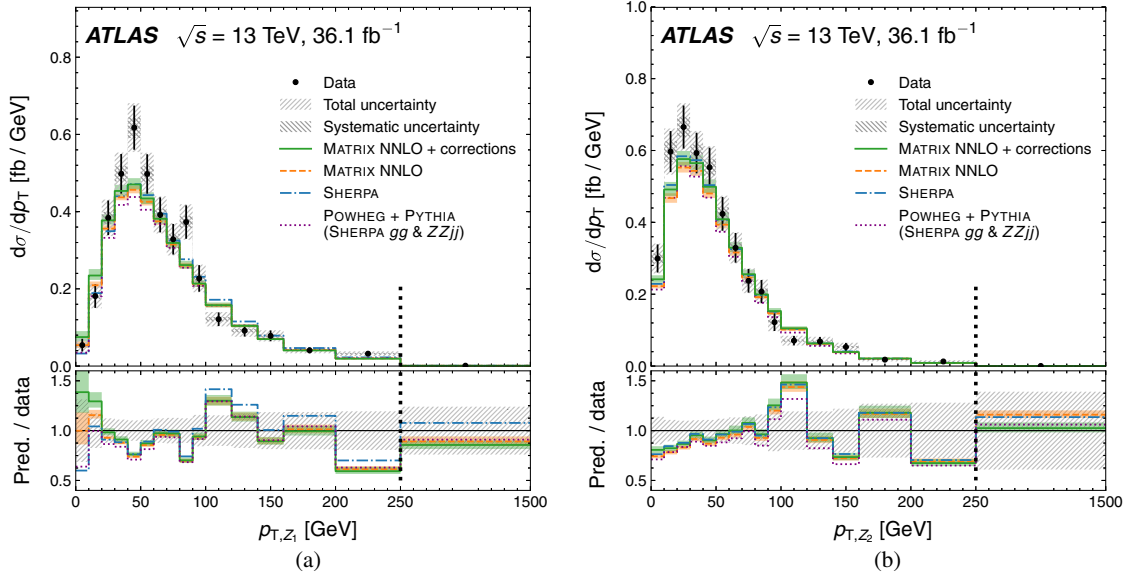 ATLAS √s = 13 TeV, 36.1 fb⁻¹
Data
Total uncertainty
Systematic uncertainty
MATRIX NNLO + corrections
MATRIX NNLO
SHERPA
POWHEG + PYTHIA
(SHERPA gg & ZZjj)
dσ/dp_T [fb / GeV]
0.8
0.6
0.4
0.2
0.0
Pred. / data
1.5
1.0
0.5
0 50 100 150 200 250 1500
p_T,Z₁ [GeV]
(a)
ATLAS √s = 13 TeV, 36.1 fb⁻¹
Data
Total uncertainty
Systematic uncertainty
MATRIX NNLO + corrections
MATRIX NNLO
SHERPA
POWHEG + PYTHIA
(SHERPA gg & ZZjj)
dσ/dp_T [fb / GeV]
1.0
0.8
0.6
0.4
0.2
0.0
Pred. / data
1.5
1.0
0.5
0 50 100 150 200 250 1500
p_T,Z₂ [GeV]
(b)